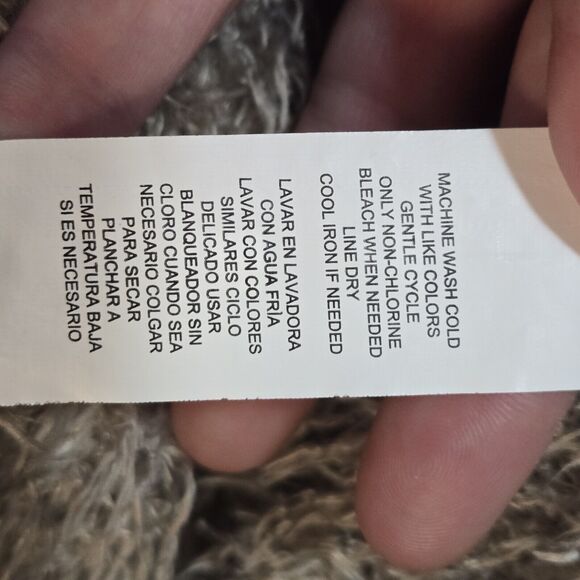 MACHINE WASH COLD
WITH LIKE COLORS
GENTLE CYCLE
ONLY NON-CHLORINE
BLEACH WHEN NEEDED
LINE DRY
COOL IRON IF NEEDED
LAVAR EN LAVADORA
CON AGUA FRÍA
LAVAR CON COLORES
SIMILARES CICLO
DELICADO USAR
BLANQUEADOR SIN
CLORO CUANDO SEA
NECESARIO COLGAR
PARA SECAR
PLANCHAR A
TEMPERATURA BAJA
SI ES NECESARIO